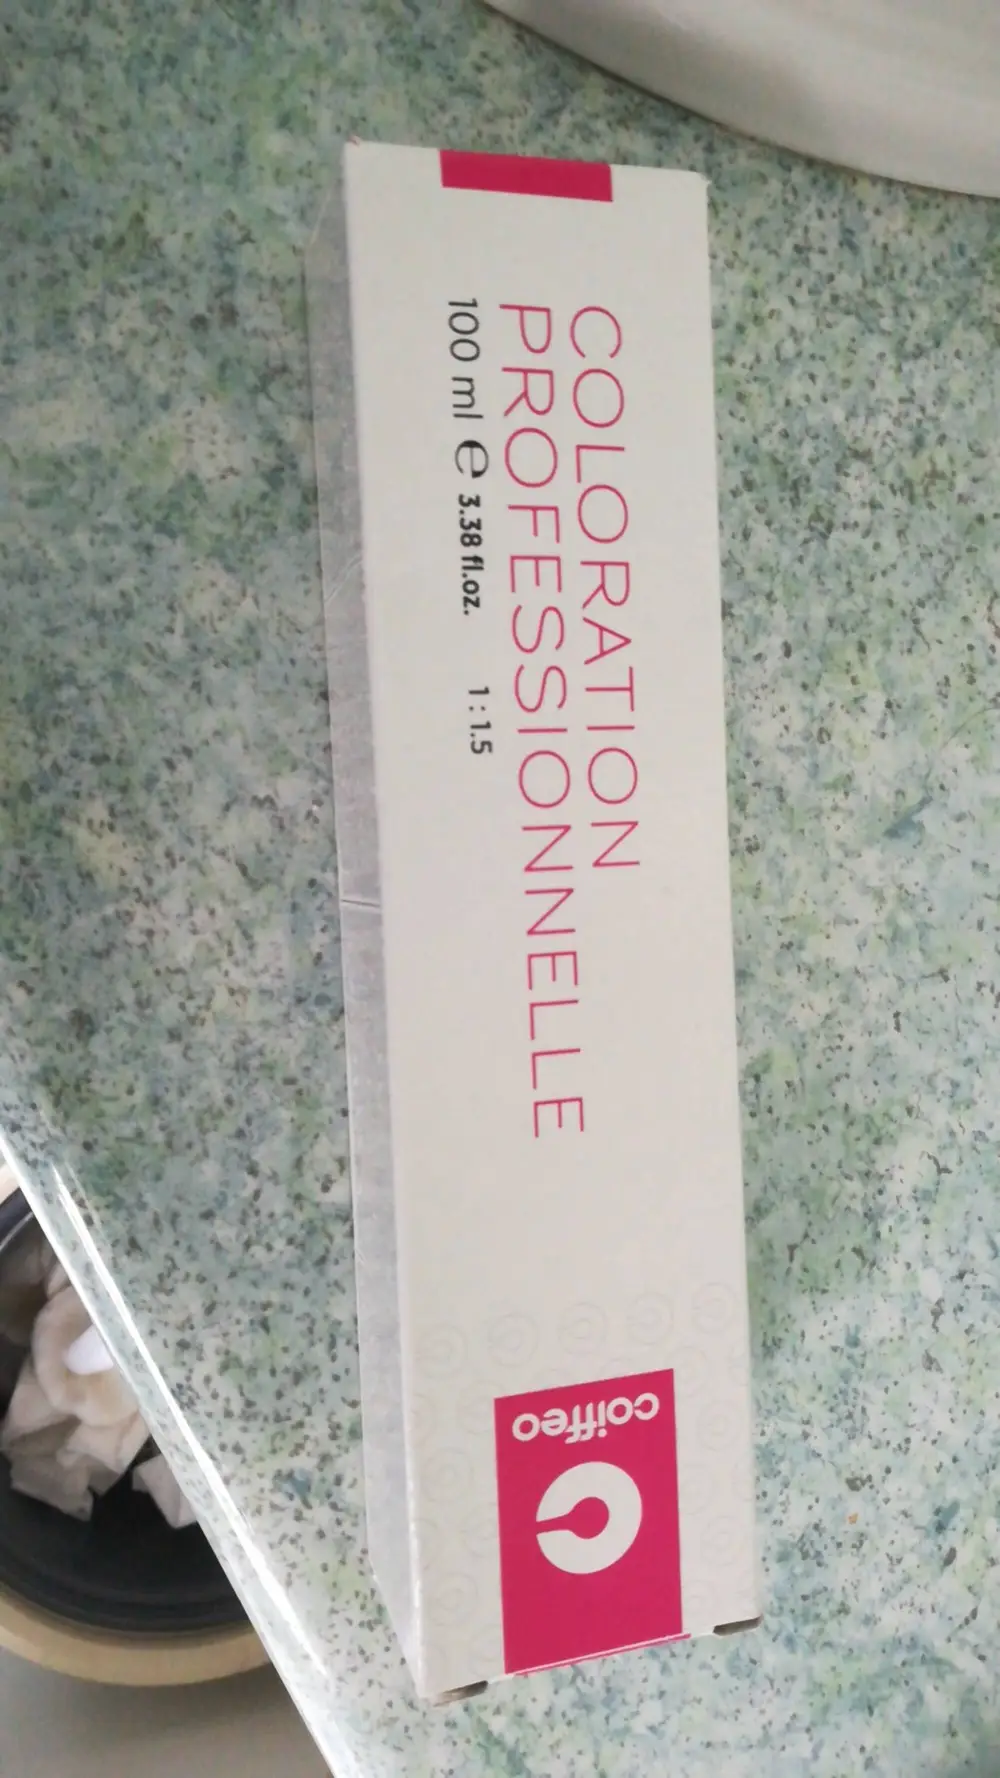 COLORATION
PROFESSIONNELLE
100 ml e 3.38 fl.oz. 1:1.5
coiffeo